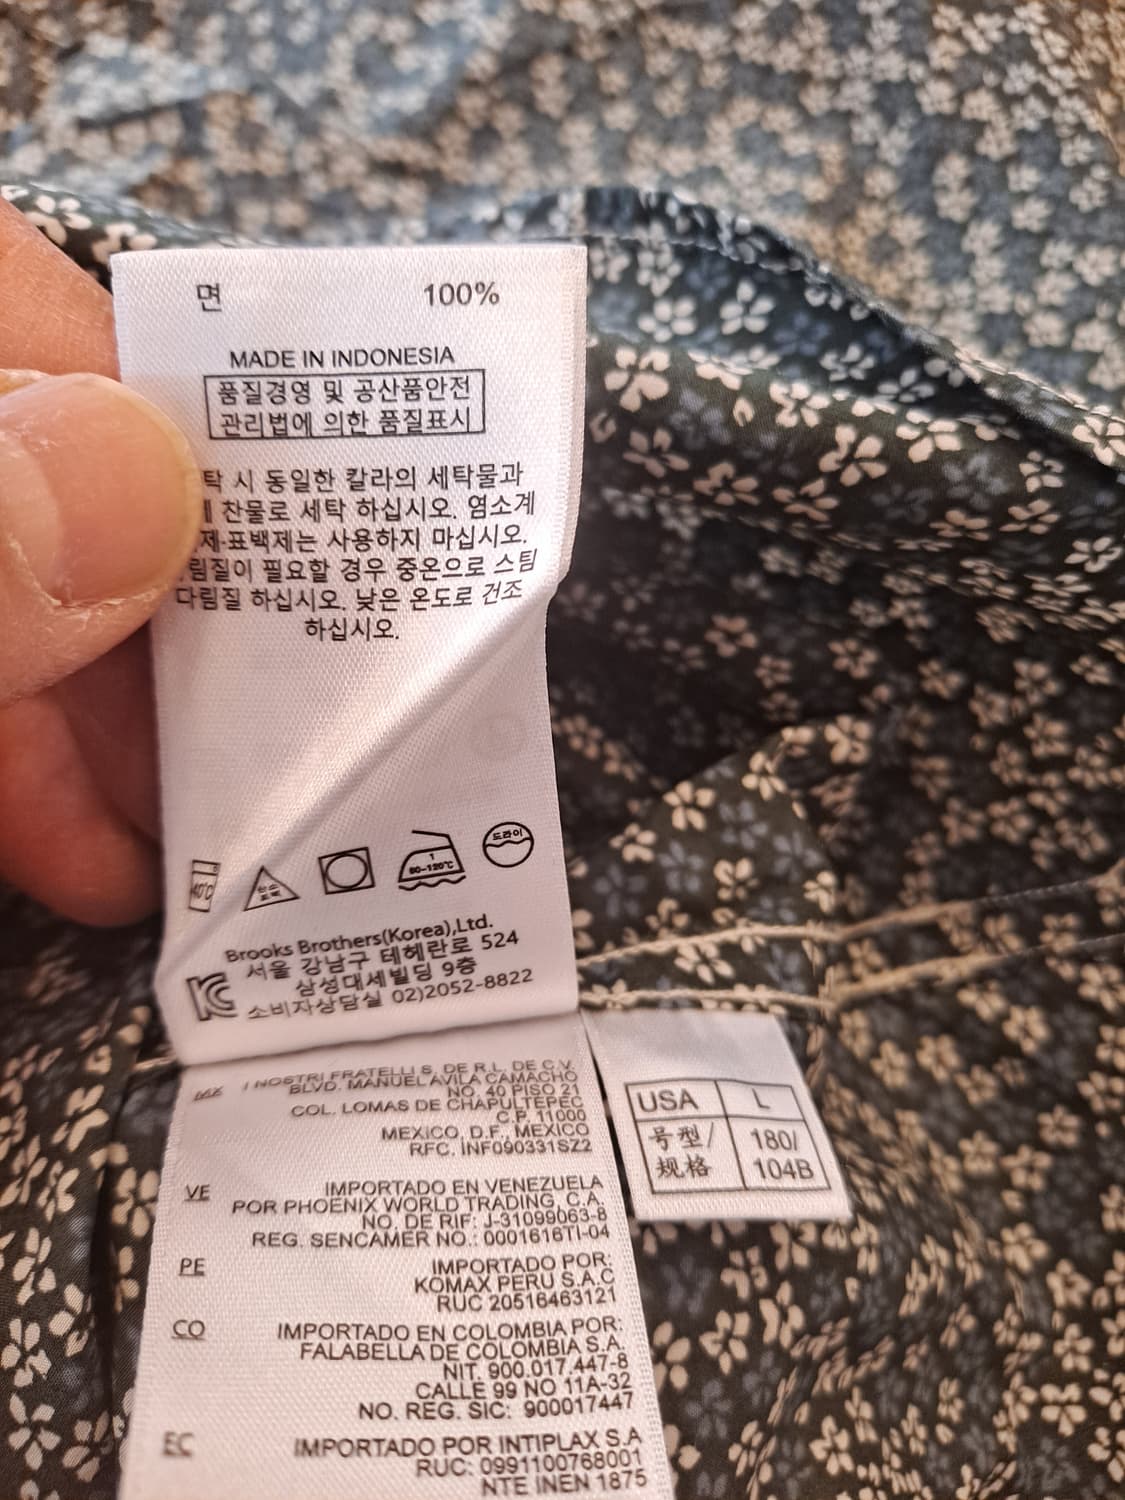 면 100%
MADE IN INDONESIA
품질경영 및 공산품안전
관리법에 의한 품질표시
탁 시 동일한 칼라의 세탁물과
찬물로 세탁 하십시오. 염소계
제·표백제는 사용하지 마십시오.
림질이 필요할 경우 중온으로 스팀
다림질 하십시오. 낮은 온도로 건조
하십시오.
40℃
염소
표백
1
80~120℃
드라이
Brooks Brothers(Korea),Ltd.
서울 강남구 테헤란로 524
삼성대세빌딩 9층
소비자상담실 02)2052-8822
KC
MX I NOSTRI FRATELLI S. DE R.L. DE C.V.
BLVD. MANUEL AVILA CAMACHO
NO. 40 PISO 21
COL. LOMAS DE CHAPULTEPEC
C.P. 11000
MEXICO, D.F., MEXICO
RFC. INF090331SZ2
VE IMPORTADO EN VENEZUELA
POR PHOENIX WORLD TRADING, C.A.
NO. DE RIF: J-31099063-8
REG. SENCAMER NO.: 0001616TI-04
PE IMPORTADO POR:
KOMAX PERU S.A.C
RUC 20516463121
CO IMPORTADO EN COLOMBIA POR:
FALABELLA DE COLOMBIA S.A.
NIT. 900.017.447-8
CALLE 99 NO 11A-32
NO. REG. SIC: 900017447
EC IMPORTADO POR INTIPLAX S.A
RUC: 0991100768001
NTE INEN 1875
USA L
号型/ 180/
规格 104B